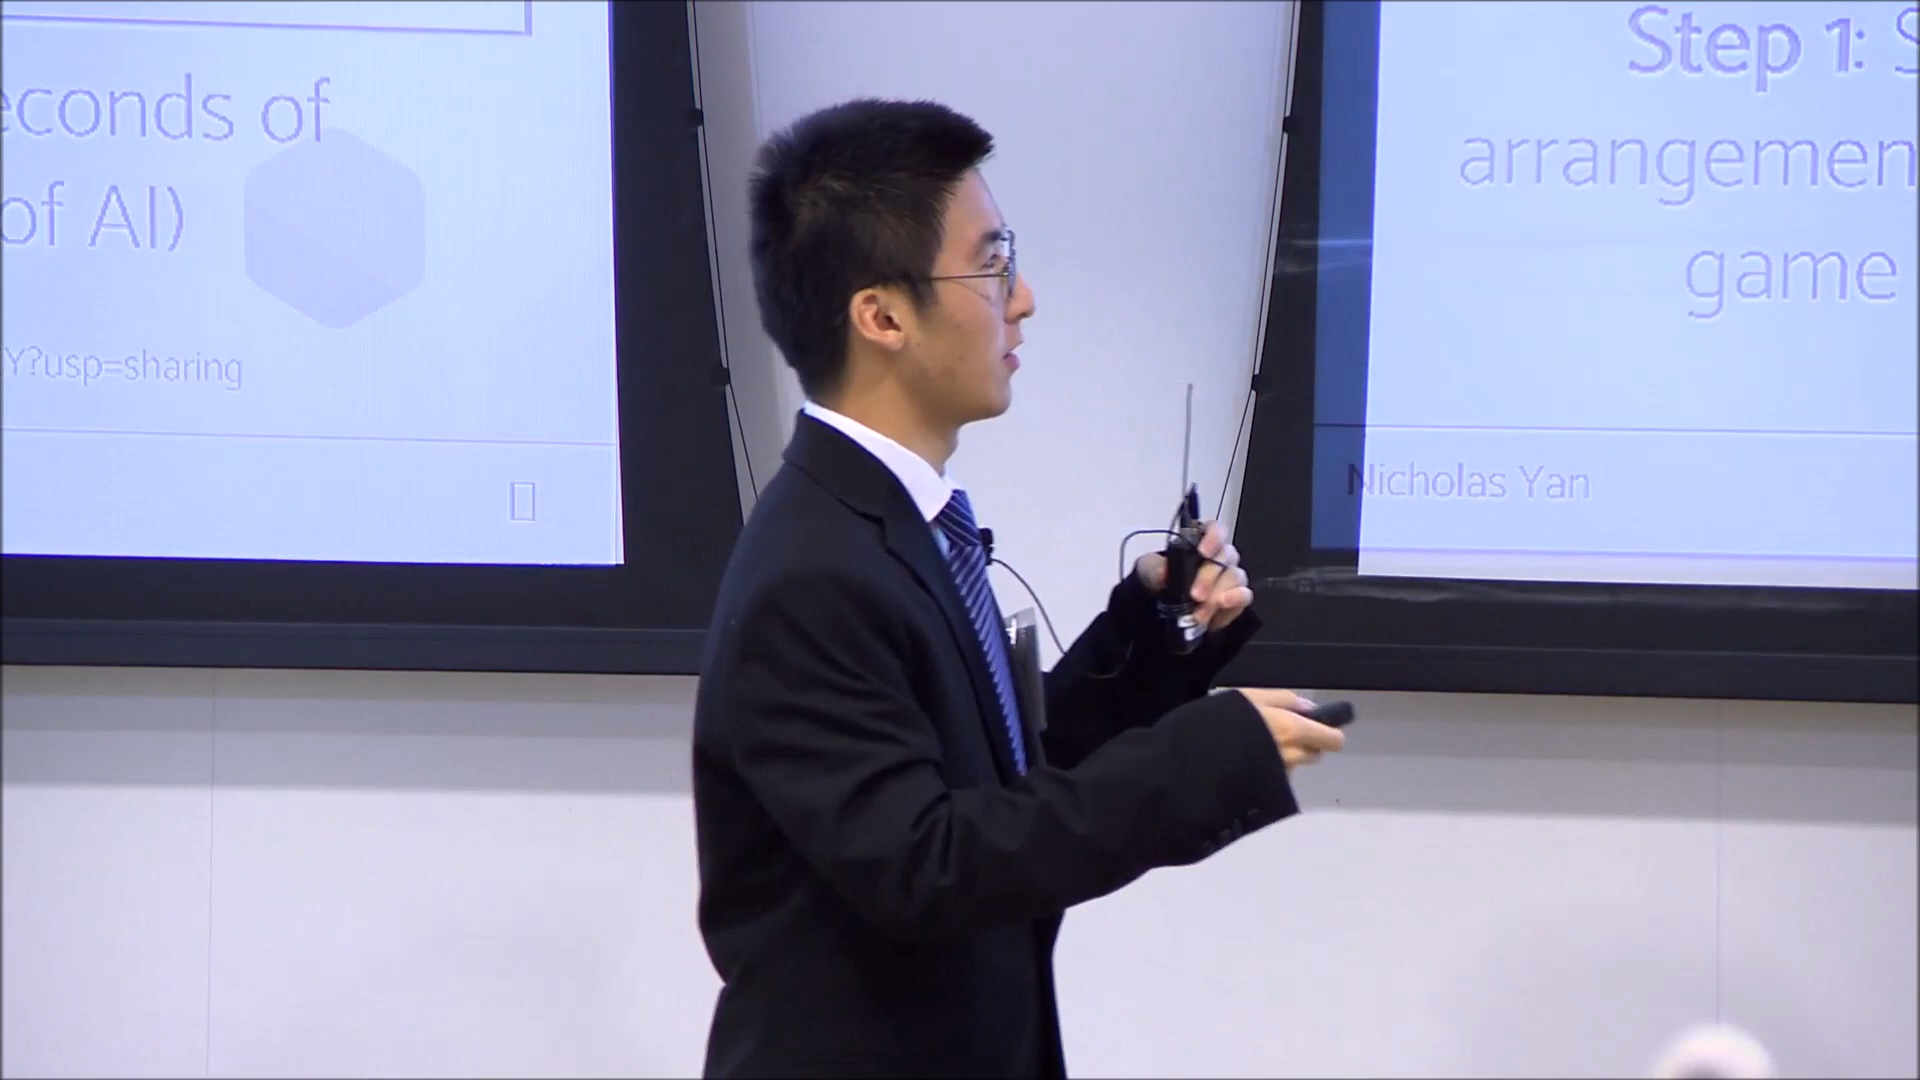 econds of
of AI)
Y?usp=sharing
Step 1: S
arrangemen
game
Nicholas Yan